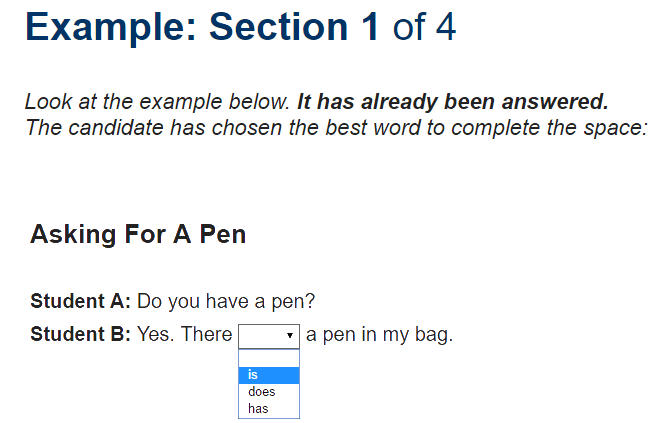 Example: Section 1 of 4
Look at the example below. It has already been answered.
The candidate has chosen the best word to complete the space:
Asking For A Pen
Student A: Do you have a pen?
Student B: Yes. There a pen in my bag.
is
does
has